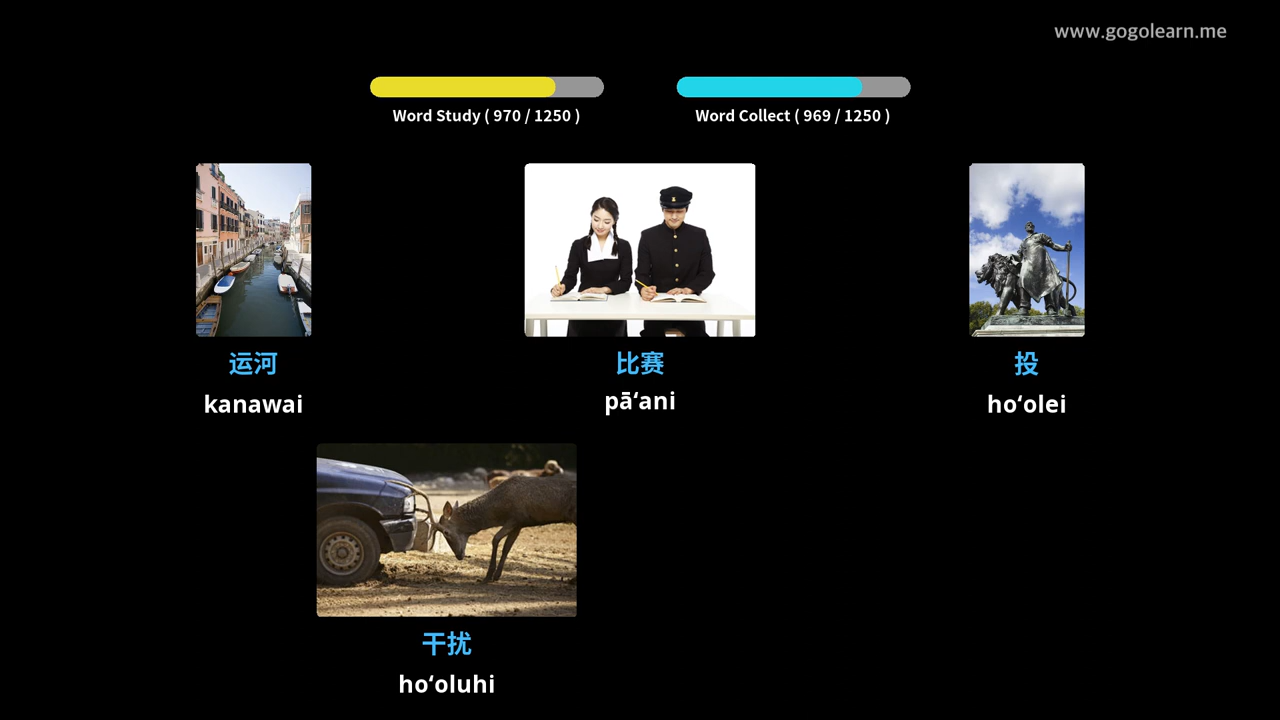 www.gogolearn.me
Word Study ( 970 / 1250 )
Word Collect ( 969 / 1250 )
运河
kanawai
比赛
pāʻani
投
hoʻolei
干扰
hoʻoluhi